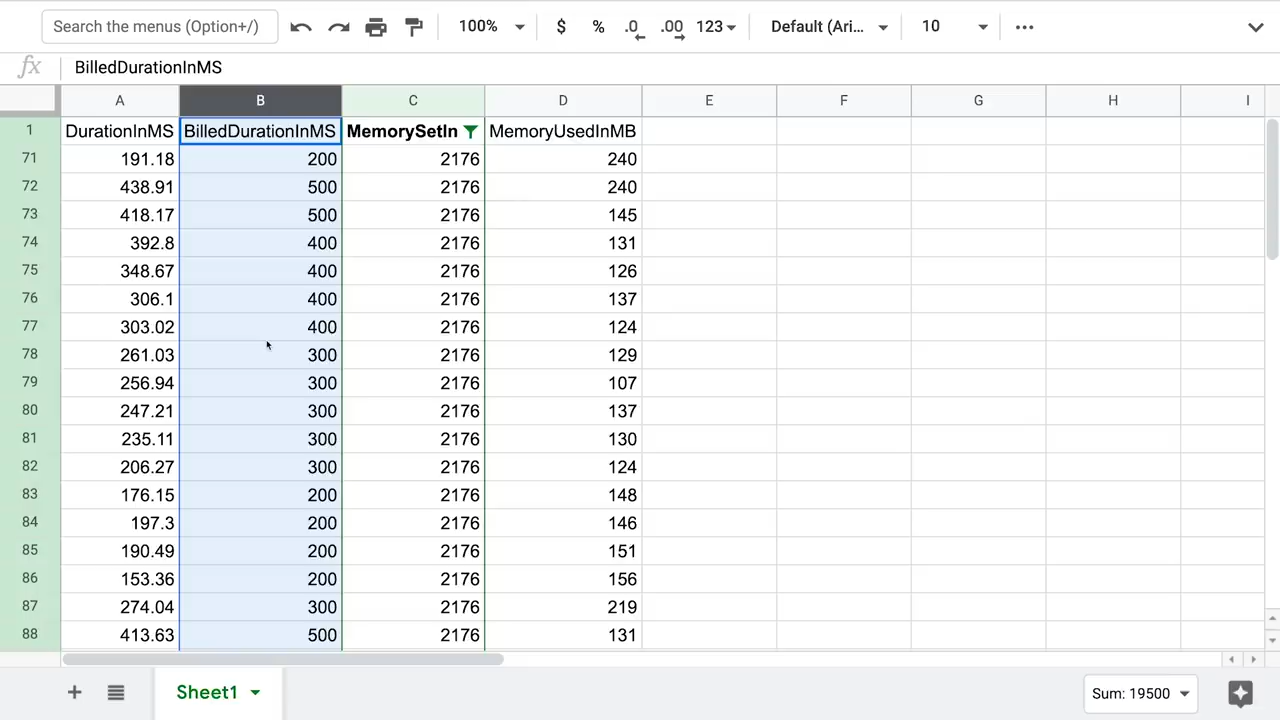 Search the menus (Option+/) 100% $ % .0 .00 123 Default (Ari... 10 ...
fx BilledDurationInMS
A B C D E F G H I
1 DurationInMS BilledDurationInMS MemorySetIn MemoryUsedInMB
71 191.18 200 2176 240
72 438.91 500 2176 240
73 418.17 500 2176 145
74 392.8 400 2176 131
75 348.67 400 2176 126
76 306.1 400 2176 137
77 303.02 400 2176 124
78 261.03 300 2176 129
79 256.94 300 2176 107
80 247.21 300 2176 137
81 235.11 300 2176 130
82 206.27 300 2176 124
83 176.15 200 2176 148
84 197.3 200 2176 146
85 190.49 200 2176 151
86 153.36 200 2176 156
87 274.04 300 2176 219
88 413.63 500 2176 131
+ Sheet1 Sum: 19500